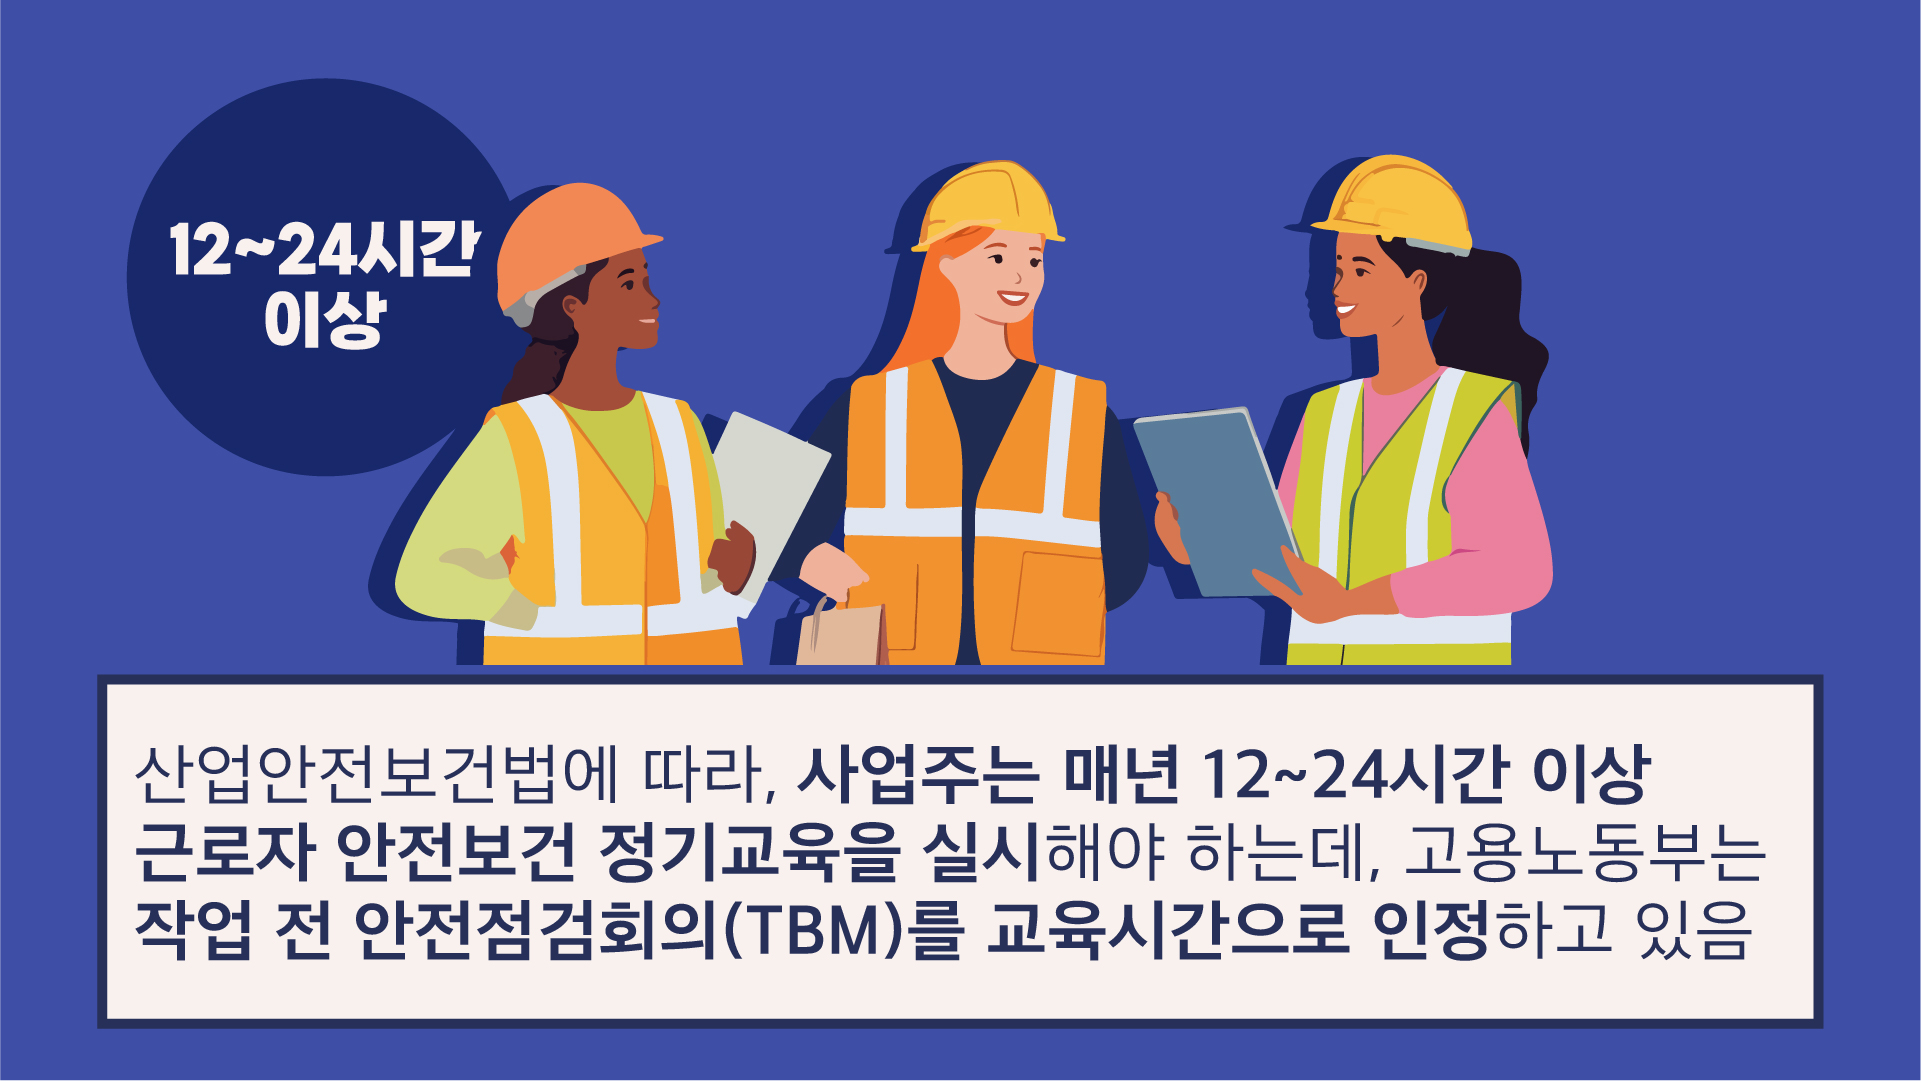 12~24시간
이상
산업안전보건법에 따라, 사업주는 매년 12~24시간 이상
근로자 안전보건 정기교육을 실시해야 하는데, 고용노동부는
작업 전 안전점검회의(TBM)를 교육시간으로 인정하고 있음